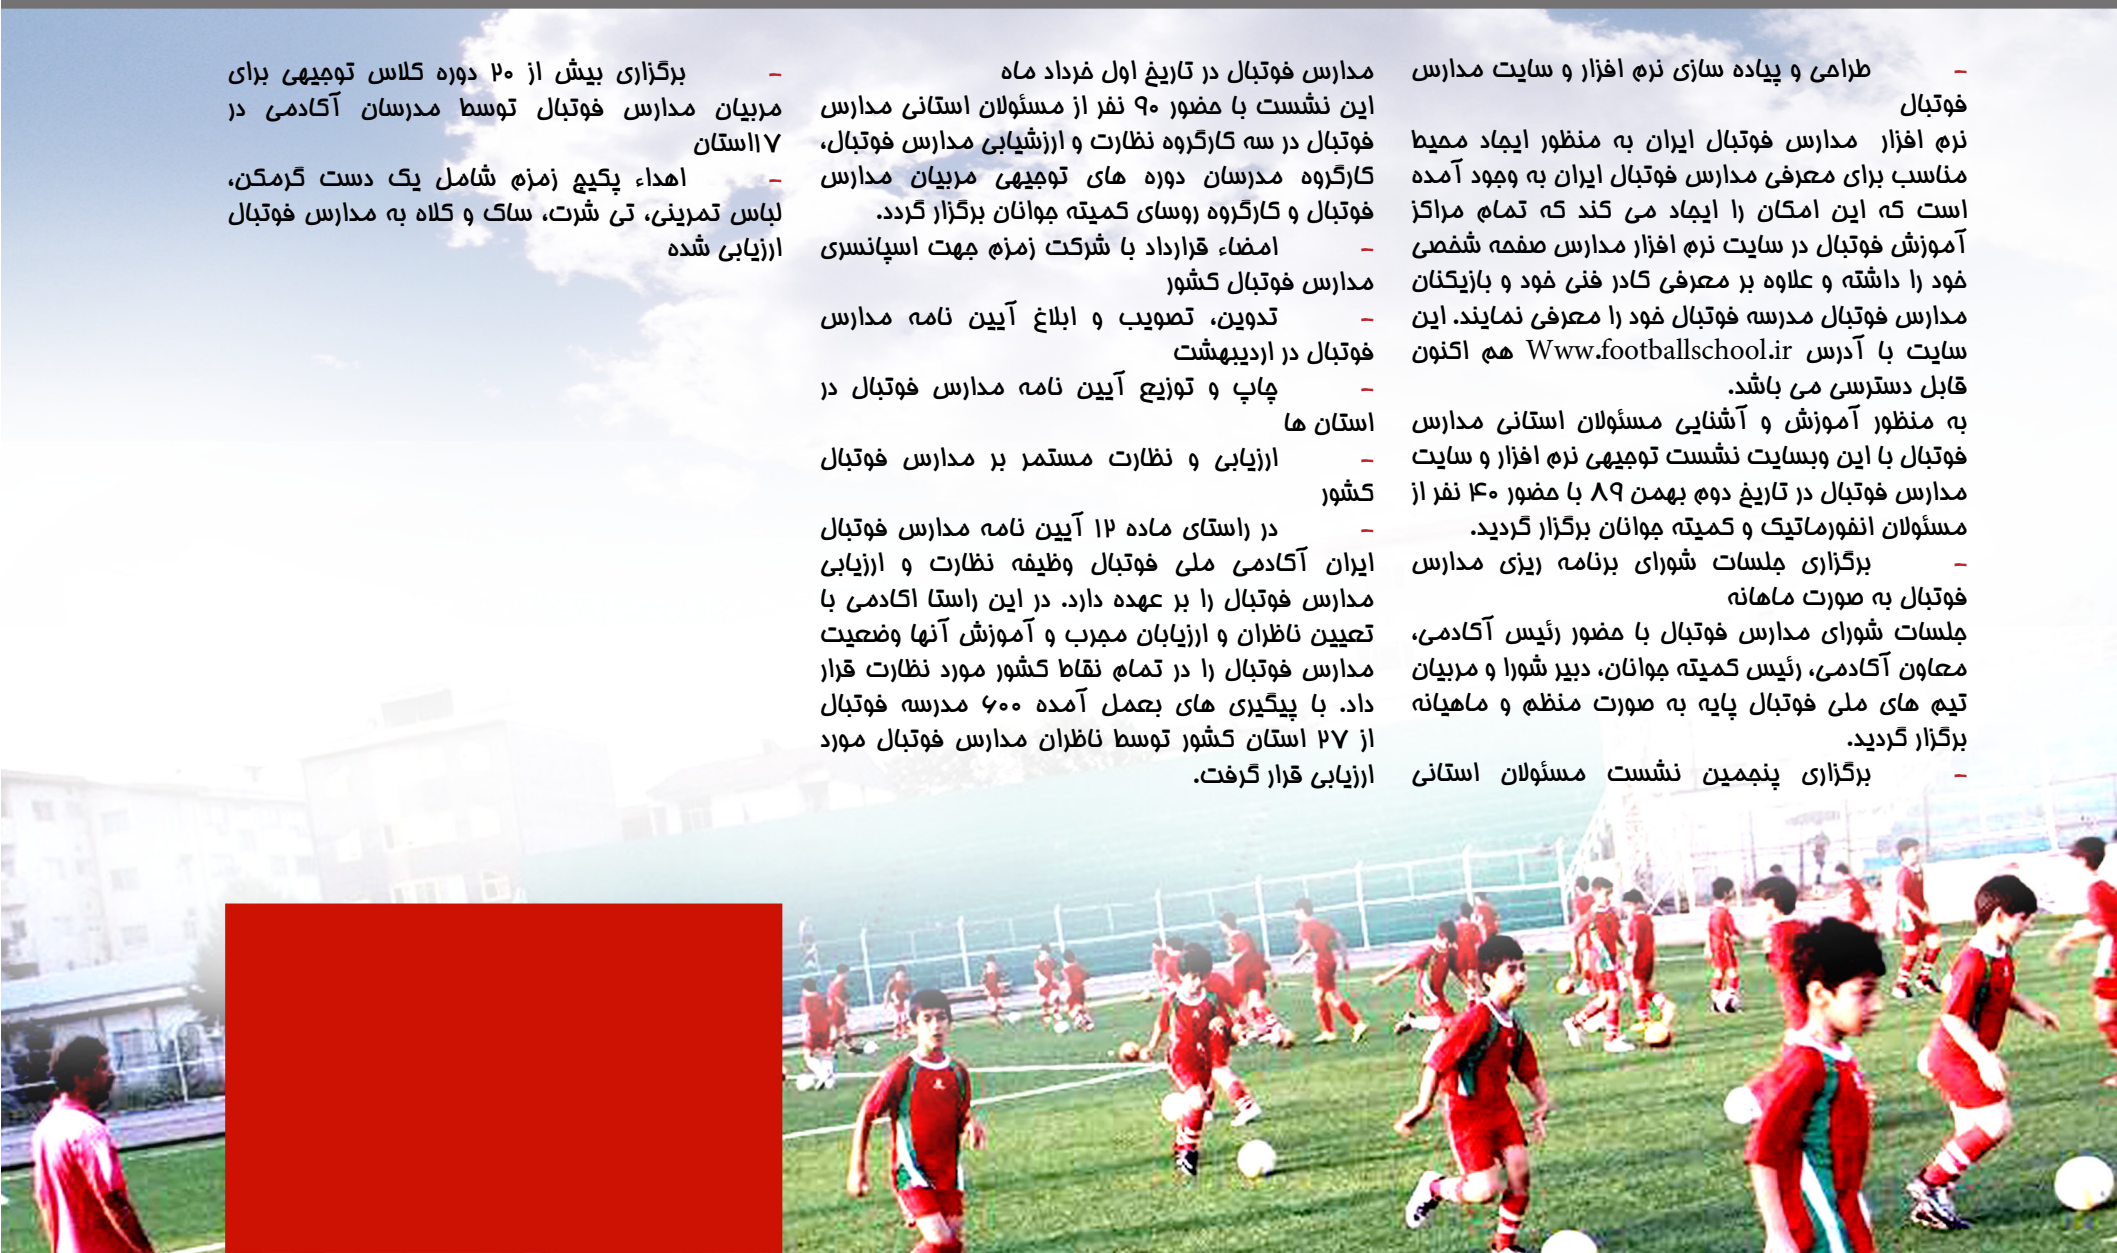 - طراحی و پیاده سازی نرم افزار و سایت مدارس
فوتبال
نرم افزار مدارس فوتبال ایران به منظور ایجاد محیط
مناسب برای معرفی مدارس فوتبال ایران به وجود آمده
است که این امکان را ایجاد می کند که تمام مراکز
آموزش فوتبال در سایت نرم افزار مدارس صفحه شخصی
خود را داشته و علاوه بر معرفی کادر فنی خود و بازیکنان
مدارس فوتبال مدرسه فوتبال خود را معرفی نمایند. این
سایت با آدرس Www.footballschool.ir هم اکنون
قابل دسترسی می باشد.
به منظور آموزش و آشنایی مسئولان استانی مدارس
فوتبال با این وبسایت نشست توجیهی نرم افزار و سایت
مدارس فوتبال در تاریخ دوم بهمن ۸۹ با حضور ۴۰ نفر از
مسئولان انفورماتیک و کمیته جوانان برگزار گردید.
- برگزاری جلسات شورای برنامه ریزی مدارس
فوتبال به صورت ماهانه
جلسات شورای مدارس فوتبال با حضور رئیس آکادمی،
معاون آکادمی، رئیس کمیته جوانان، دبیر شورا و مربیان
تیم های ملی فوتبال پایه به صورت منظم و ماهیانه
برگزار گردید.
- برگزاری پنجمین نشست مسئولان استانی
مدارس فوتبال در تاریخ اول خرداد ماه
این نشست با حضور ۹۰ نفر از مسئولان استانی مدارس
فوتبال در سه کارگروه نظارت و ارزشیابی مدارس فوتبال،
کارگروه مدرسان دوره های توجیهی مربیان مدارس
فوتبال و کارگروه روسای کمیته جوانان برگزار گردد.
- امضاء قرارداد با شرکت زمزم جهت اسپانسری
مدارس فوتبال کشور
- تدوین، تصویب و ابلاغ آیین نامه مدارس
فوتبال در اردیبهشت
- چاپ و توزیع آیین نامه مدارس فوتبال در
استان ها
- ارزیابی و نظارت مستمر بر مدارس فوتبال
کشور
- در راستای ماده ۱۲ آیین نامه مدارس فوتبال
ایران آکادمی ملی فوتبال وظیفه نظارت و ارزیابی
مدارس فوتبال را بر عهده دارد. در این راستا اکادمی با
تعیین ناظران و ارزیابان مجرب و آموزش آنها وضعیت
مدارس فوتبال را در تمام نقاط کشور مورد نظارت قرار
داد. با پیگیری های بعمل آمده ۶۰۰ مدرسه فوتبال
از ۲۷ استان کشور توسط ناظران مدارس فوتبال مورد
ارزیابی قرار گرفت.
- برگزاری بیش از ۲۰ دوره کلاس توجیهی برای
مربیان مدارس فوتبال توسط مدرسان آکادمی در
۱۷استان
- اهداء پکیج زمزم شامل یک دست گرمکن،
لباس تمرینی، تی شرت، ساک و کلاه به مدارس فوتبال
ارزیابی شده